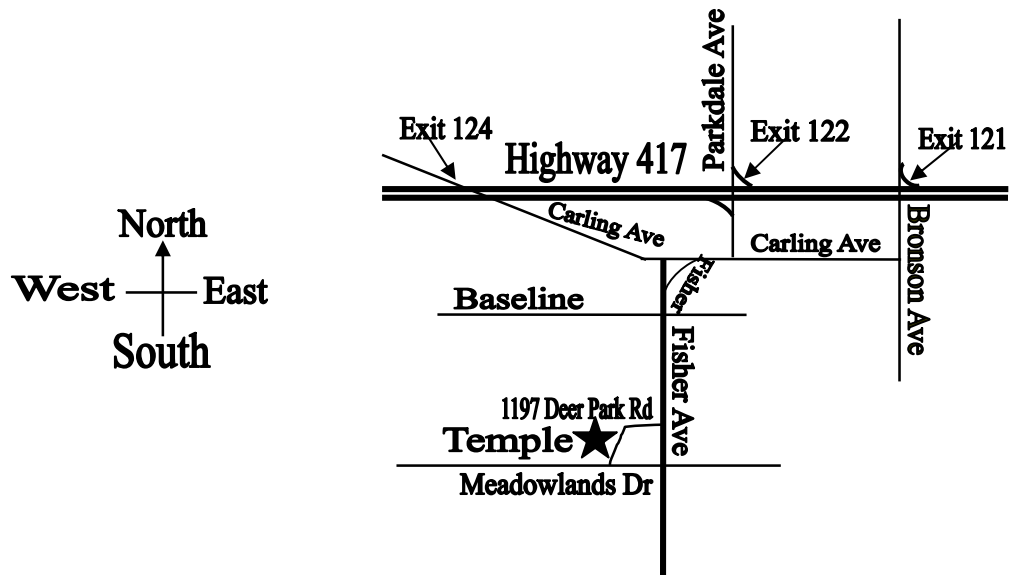 Parkdale Ave
Exit 124
Exit 122
Exit 121
Highway 417
North
Carling Ave
Carling Ave
Bronson Ave
West
East
Fisher
Baseline
South
Fisher Ave
1197 Deer Park Rd
Temple
Meadowlands Dr